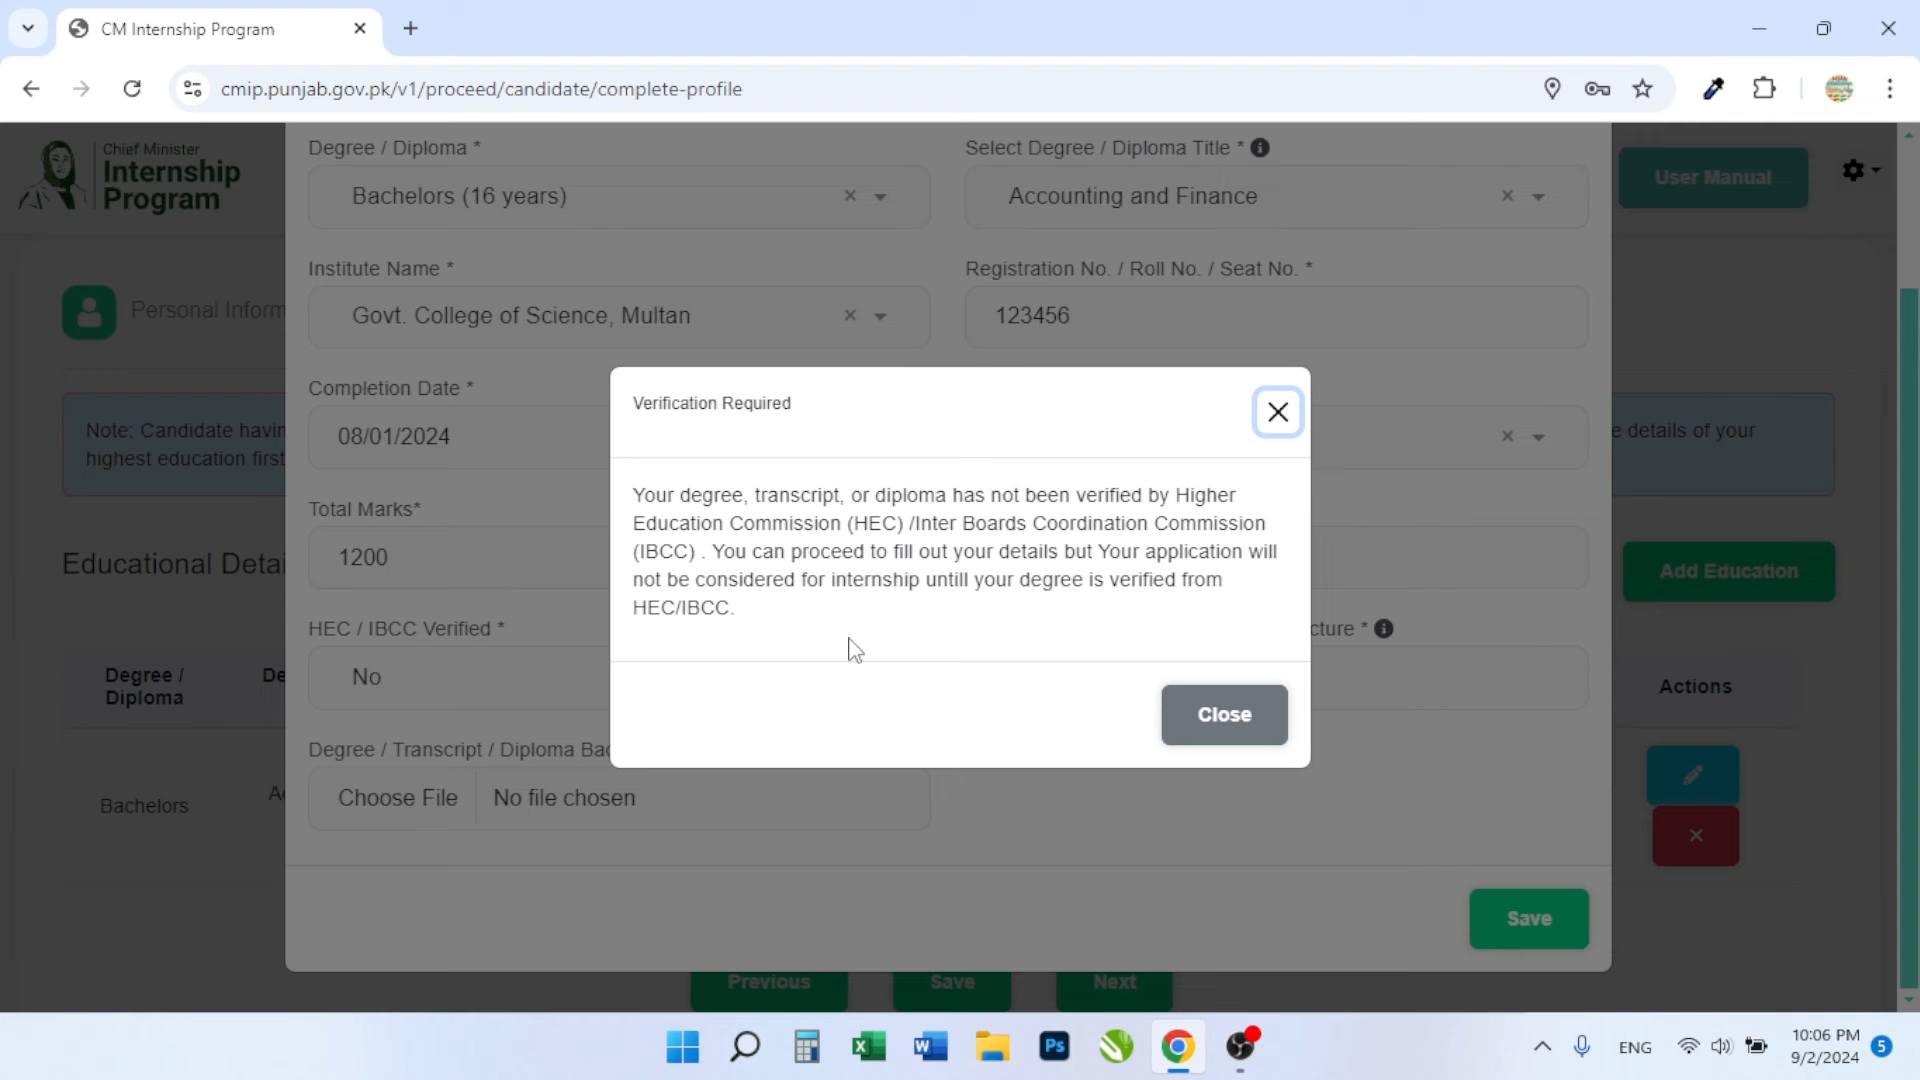 CM Internship Program
cmip.punjab.gov.pk/v1/proceed/candidate/complete-profile
Chief Minister
Internship
Program
Degree / Diploma *
Select Degree / Diploma Title *
User Manual
Bachelors (16 years)
Accounting and Finance
Institute Name *
Registration No. / Roll No. / Seat No. *
Personal Inform
Govt. College of Science, Multan
123456
Completion Date *
Verification Required
Note: Candidate havin
08/01/2024
e details of your
highest education first
Your degree, transcript, or diploma has not been verified by Higher
Education Commission (HEC) /Inter Boards Coordination Commission
(IBCC) . You can proceed to fill out your details but Your application will
not be considered for internship untill your degree is verified from
HEC/IBCC.
Total Marks*
1200
Educational Detai
Add Education
HEC / IBCC Verified *
cture *
No
Degree /
Diploma
De
Actions
Close
Degree / Transcript / Diploma Bac
Choose File
No file chosen
Bachelors
Ac
Save
Previous
Save
Next
Ps
ENG
10:06 PM
9/2/2024
5